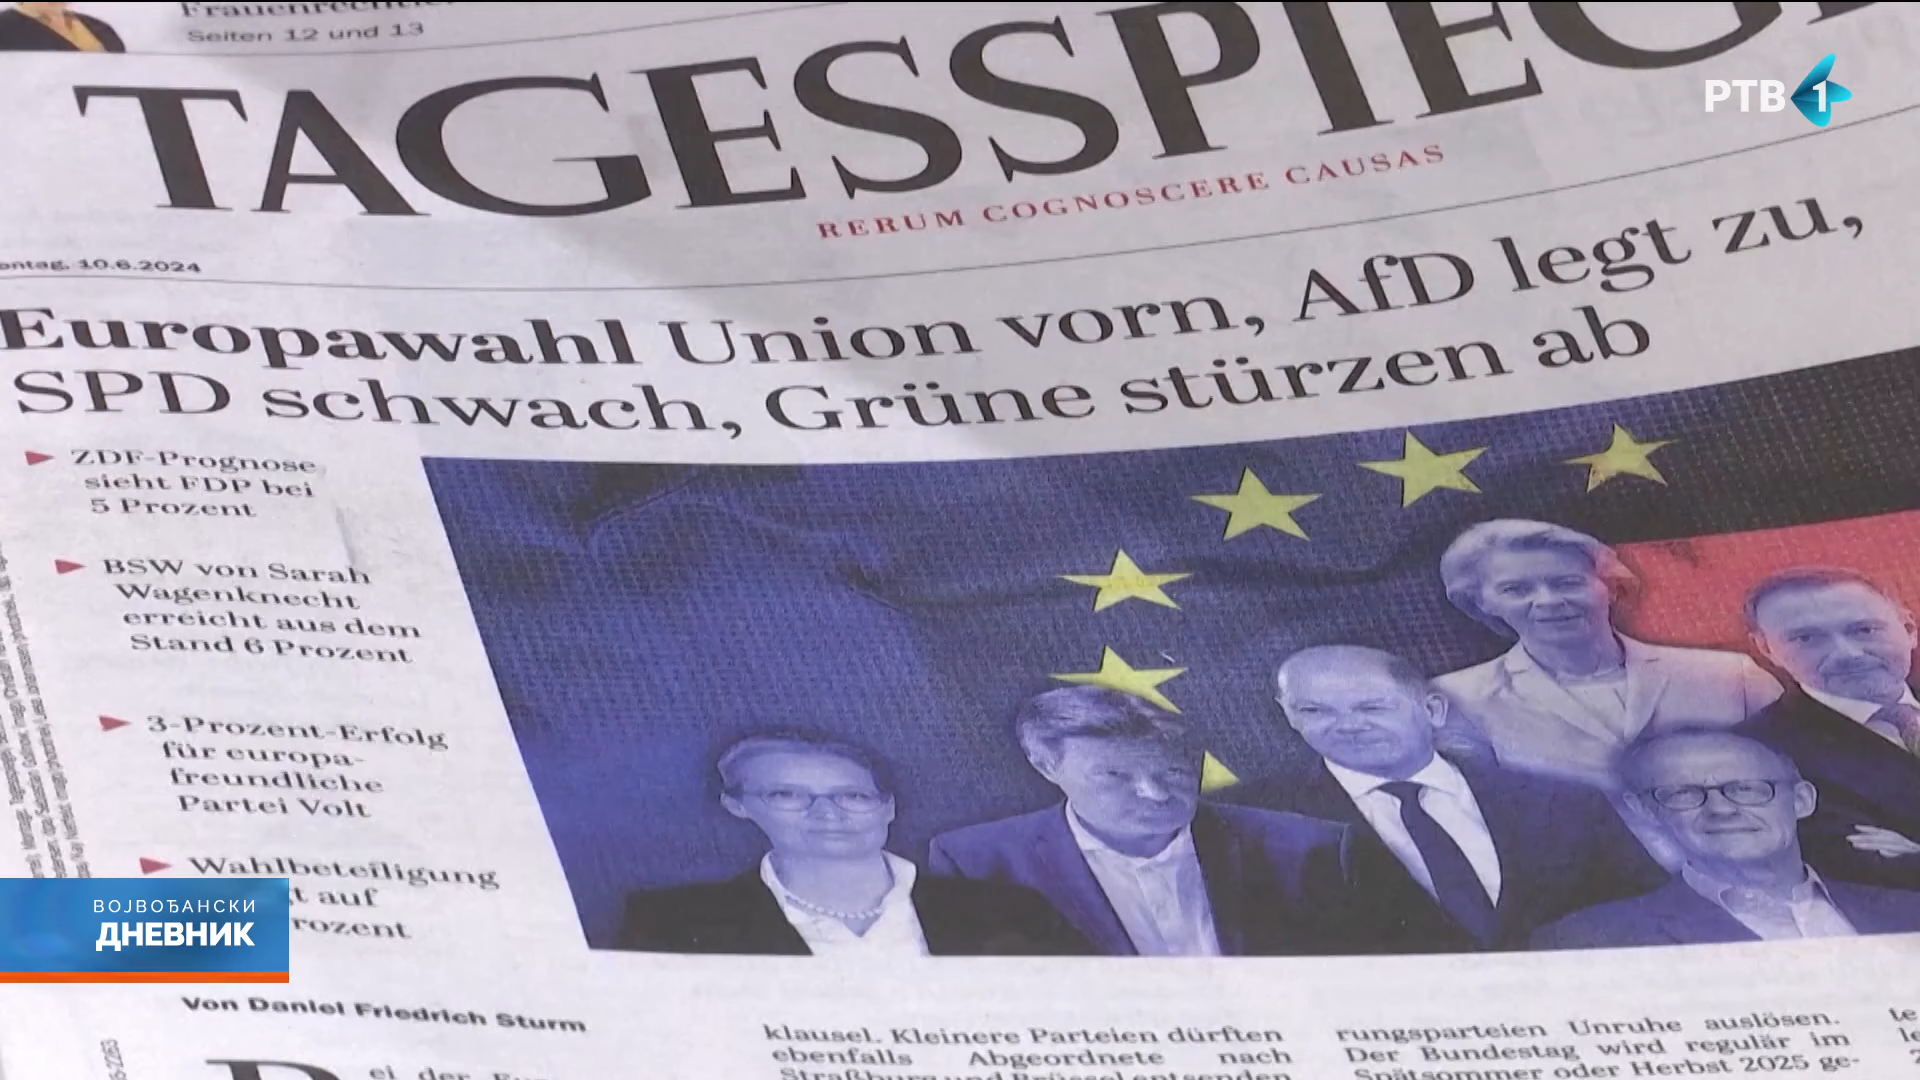 Seiten 12 und 13
TAGESSPIEG
РТВ 1
RERUM COGNOSCERE CAUSAS
10.6.2024
Europawahl Union vorn, AfD legt zu,
SPD schwach, Grüne stürzen ab
ZDF-Prognose
sieht FDP bei
5 Prozent
BSW von Sarah
Wagenknecht
erreicht aus dem
Stand 6 Prozent
3-Prozent-Erfolg
für europa-
freundliche
Partei Volt
Wahlbeteiligung
auf
ВОЈВОЂАНСКИ
ДНЕВНИК
Von Daniel Friedrich Sturm
klausel. Kleinere Parteien dürften
ebenfalls Abgeordnete nach
Straßburg und Brüssel entsenden
rungsparteien Unruhe auslösen.
Der Bundestag wird regulär im
Spätsommer oder Herbst 2025 ge-